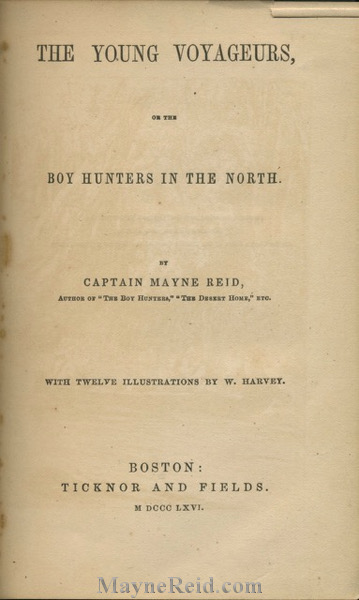 THE YOUNG VOYAGEURS,
OR THE
BOY HUNTERS IN THE NORTH.
BY
CAPTAIN MAYNE REID,
AUTHOR OF "THE BOY HUNTERS," "THE DESERT HOME," ETC.
WITH TWELVE ILLUSTRATIONS BY W. HARVEY.
BOSTON:
TICKNOR AND FIELDS.
M DCCC LXVI.
MayneReid.com